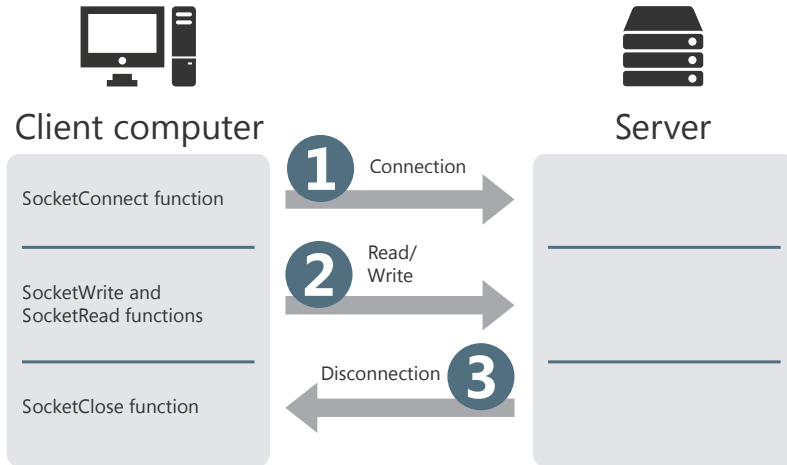 Client computer
Server
1
Connection
SocketConnect function
2
Read/
Write
SocketWrite and
SocketRead functions
Disconnection
3
SocketClose function